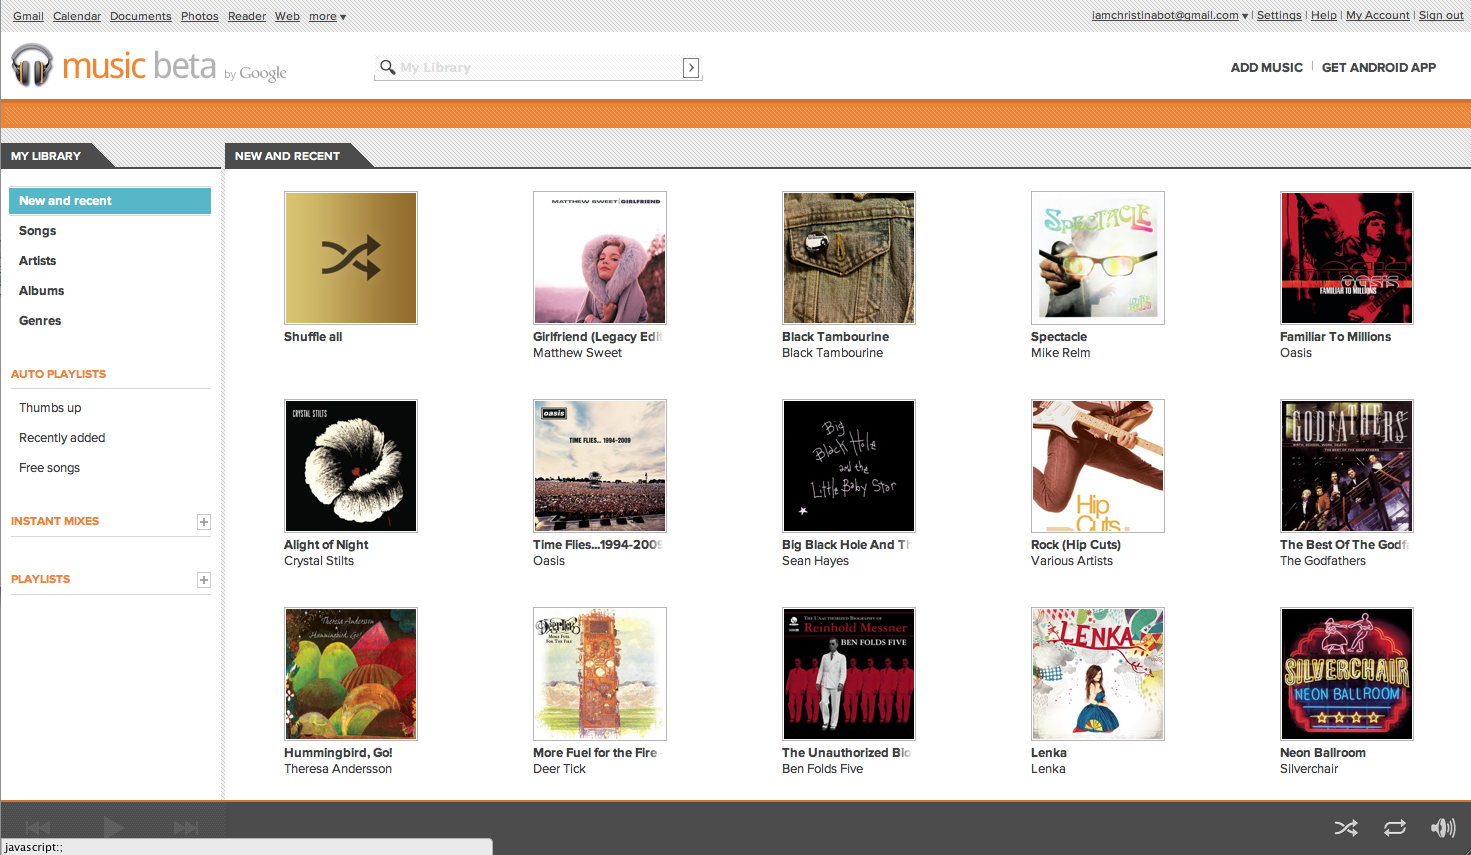 Gmail Calendar Documents Photos Reader Web more
iamchristinabot@gmail.com | Settings | Help | My Account | Sign out
music beta by Google
My Library
ADD MUSIC | GET ANDROID APP
MY LIBRARY
New and recent
Songs
Artists
Albums
Genres
AUTO PLAYLISTS
Thumbs up
Recently added
Free songs
INSTANT MIXES
PLAYLISTS
NEW AND RECENT
Shuffle all
MATTHEW SWEET | GIRLFRIEND
Girlfriend (Legacy Edi
Matthew Sweet
Black Tambourine
Black Tambourine
SPECTACLE
Spectacle
Mike Relm
OASIS
FAMILIAR TO MILLIONS
Familiar To Millions
Oasis
CRYSTAL STILTS
Alight of Night
Crystal Stilts
oasis
TIME FLIES... 1994-2009
Time Flies...1994-2009
Oasis
Big
Black Hole
and the
Little Baby Star
Big Black Hole And Th
Sean Hayes
Hip
Cuts
Rock (Hip Cuts)
Various Artists
GODFATHERS
THE BEST OF THE GODFATHERS
The Best Of The Godfa
The Godfathers
Theresa Andersson
Hummingbird, Go!
Hummingbird, Go!
Theresa Andersson
Deer Tick
MORE FUEL
FOR THE FIRE
More Fuel for the Fire -
Deer Tick
THE UNAUTHORIZED BIOGRAPHY OF
Reinhold Messner
BEN FOLDS FIVE
The Unauthorized Bio
Ben Folds Five
LENKA
Lenka
Lenka
SILVERCHAIR
NEON BALLROOM
Neon Ballroom
Silverchair
javascript:;